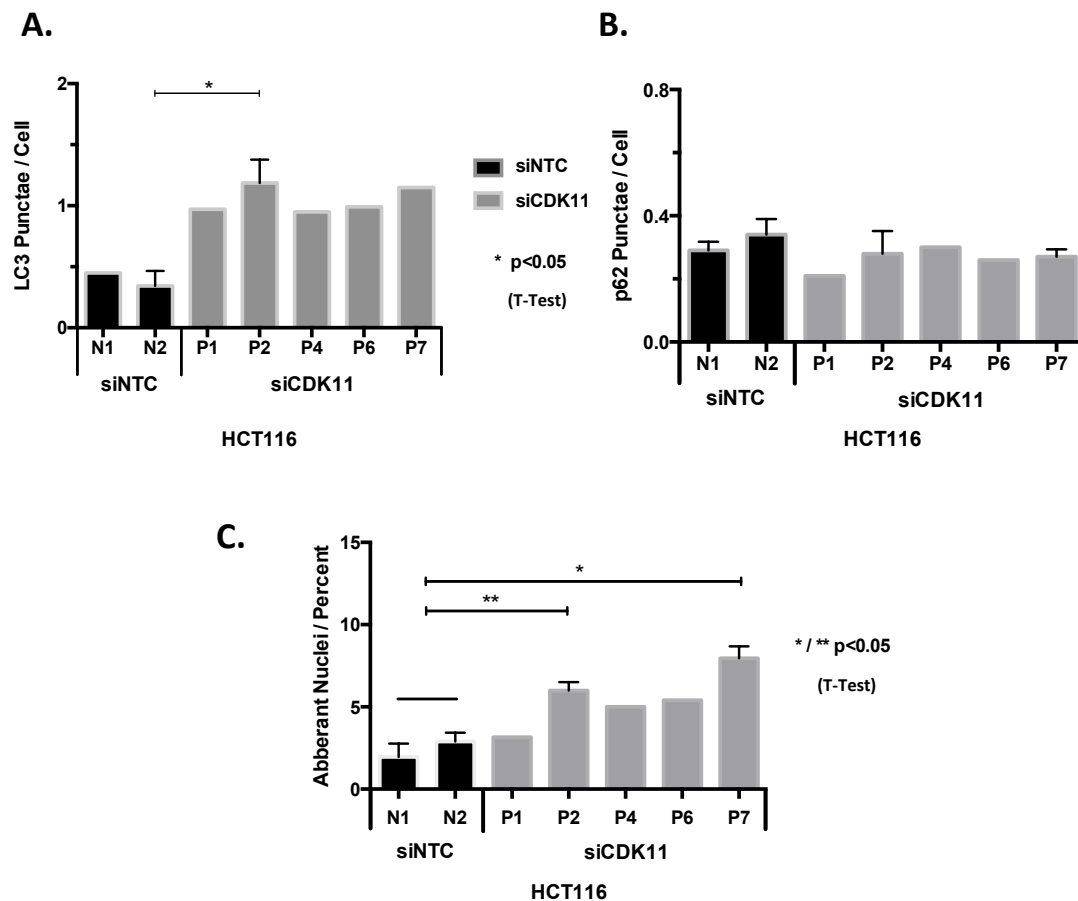 A.
LC3 Punctae / Cell
2
1
0
*
N1 N2 P1 P2 P4 P6 P7
siNTC siCDK11
HCT116
siNTC
siCDK11
* p<0.05
(T-Test)
B.
p62 Punctae / Cell
0.8
0.4
0.0
N1 N2 P1 P2 P4 P6 P7
siNTC siCDK11
HCT116
C.
Abberant Nuclei / Percent
15
10
5
0
*
**
N1 N2 P1 P2 P4 P6 P7
siNTC siCDK11
HCT116
* / ** p<0.05
(T-Test)